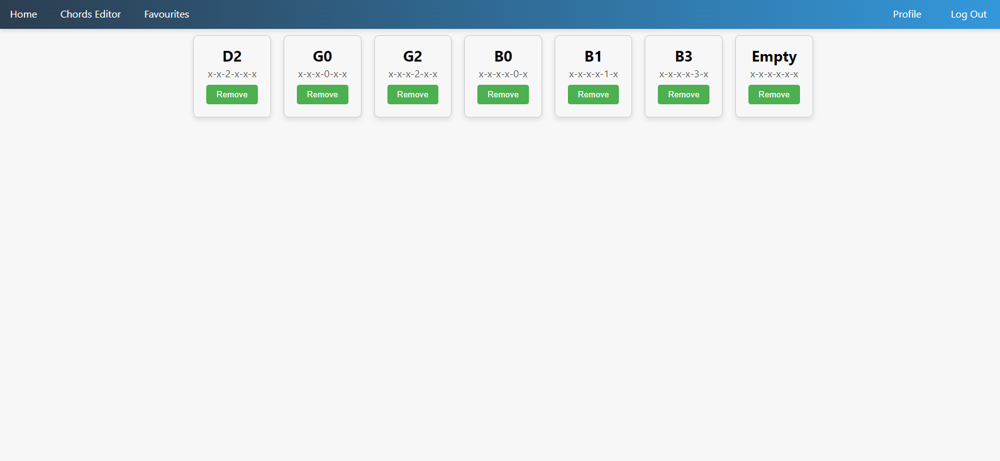 Home Chords Editor Favourites Profile Log Out
D2 G0 G2 B0 B1 B3 Empty
x-x-2-x-x-x x-x-x-0-x-x x-x-x-2-x-x x-x-x-x-0-x x-x-x-x-1-x x-x-x-x-3-x x-x-x-x-x-x
Remove Remove Remove Remove Remove Remove Remove